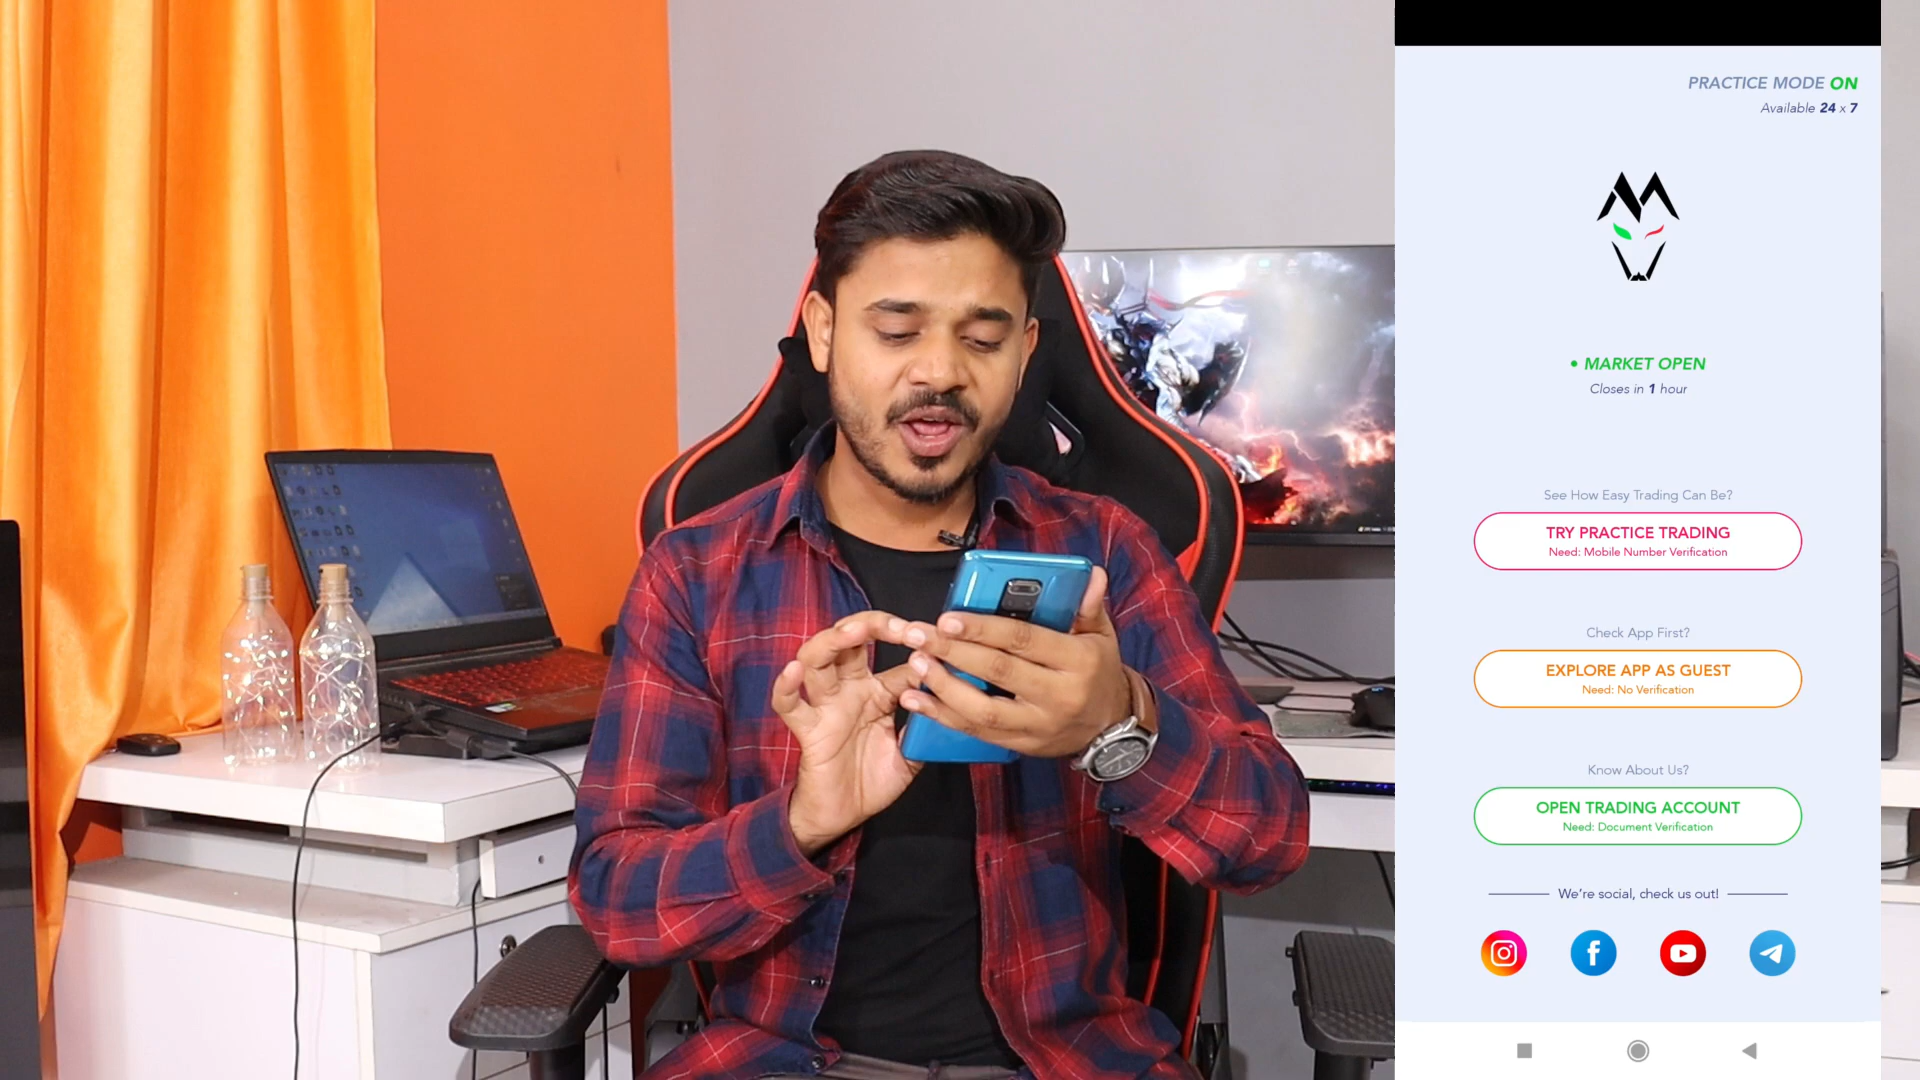 PRACTICE MODE ON
Available 24 x 7
• MARKET OPEN
Closes in 1 hour
See How Easy Trading Can Be?
TRY PRACTICE TRADING
Need: Mobile Number Verification
Check App First?
EXPLORE APP AS GUEST
Need: No Verification
Know About Us?
OPEN TRADING ACCOUNT
Need: Document Verification
We're social, check us out!